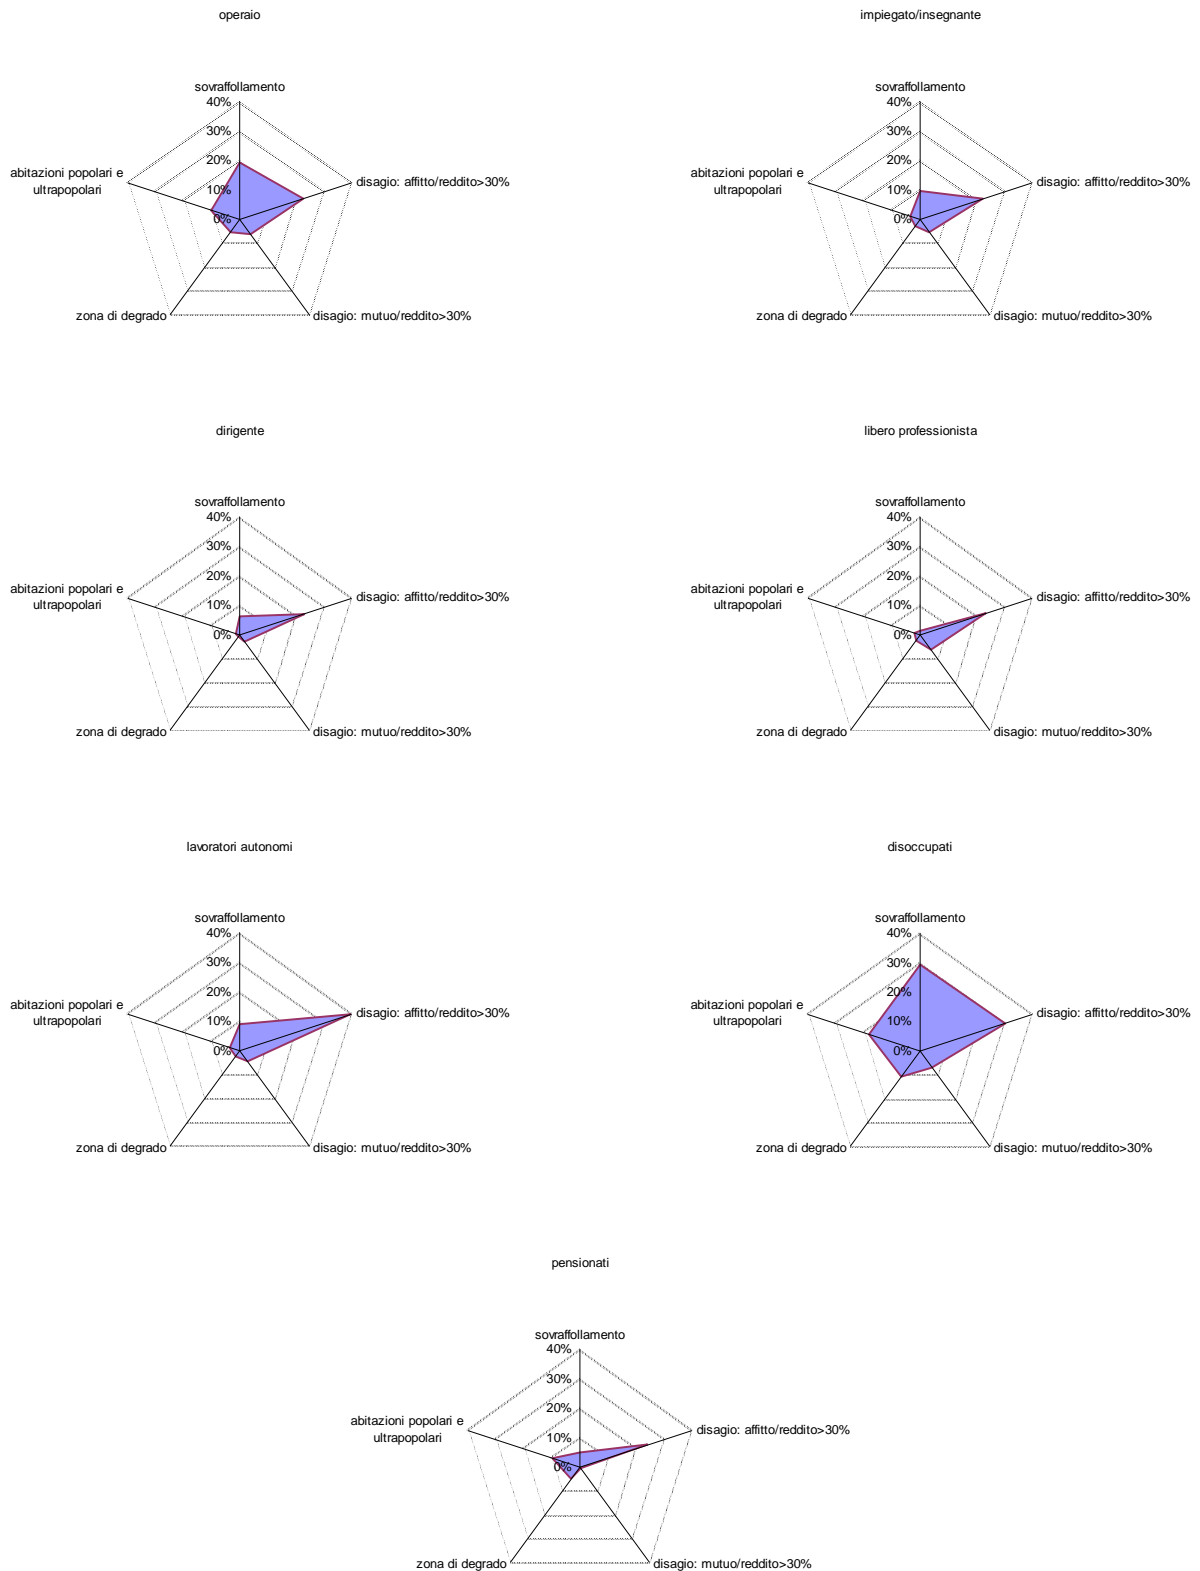 operaio
sovraffollamento
40%
30%
20%
10%
0%
abitazioni popolari e
ultrapopolari
disagio: affitto/reddito>30%
zona di degrado
disagio: mutuo/reddito>30%
impiegato/insegnante
sovraffollamento
40%
30%
20%
10%
0%
abitazioni popolari e
ultrapopolari
disagio: affitto/reddito>30%
zona di degrado
disagio: mutuo/reddito>30%
dirigente
sovraffollamento
40%
30%
20%
10%
0%
abitazioni popolari e
ultrapopolari
disagio: affitto/reddito>30%
zona di degrado
disagio: mutuo/reddito>30%
libero professionista
sovraffollamento
40%
30%
20%
10%
0%
abitazioni popolari e
ultrapopolari
disagio: affitto/reddito>30%
zona di degrado
disagio: mutuo/reddito>30%
lavoratori autonomi
sovraffollamento
40%
30%
20%
10%
0%
abitazioni popolari e
ultrapopolari
disagio: affitto/reddito>30%
zona di degrado
disagio: mutuo/reddito>30%
disoccupati
sovraffollamento
40%
30%
20%
10%
0%
abitazioni popolari e
ultrapopolari
disagio: affitto/reddito>30%
zona di degrado
disagio: mutuo/reddito>30%
pensionati
sovraffollamento
40%
30%
20%
10%
0%
abitazioni popolari e
ultrapopolari
disagio: affitto/reddito>30%
zona di degrado
disagio: mutuo/reddito>30%